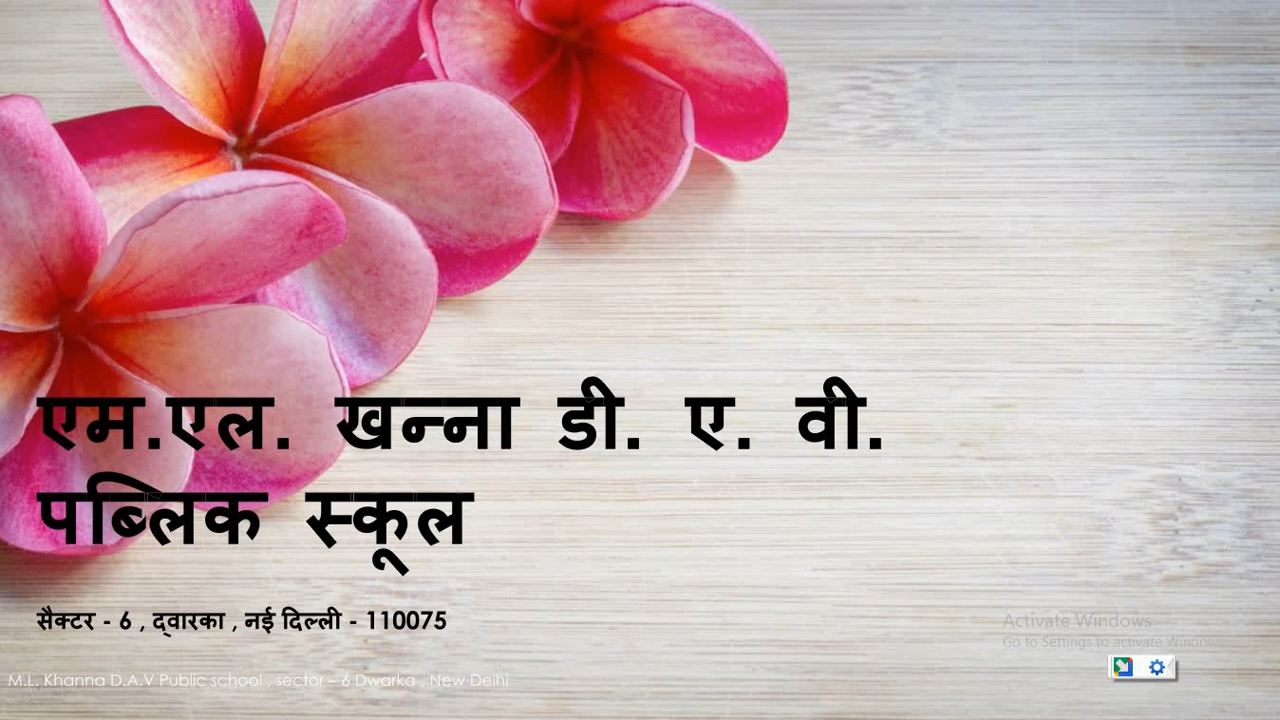 एम.एल. खन्ना डी. ए. वी.
पब्लिक स्कूल
सैक्टर - 6 , द्वारका , नई दिल्ली - 110075
Activate Windows
Go to Settings to activate Windows.
M.L. Khanna D.A.V Public school , sector – 6 Dwarka , New Delhi